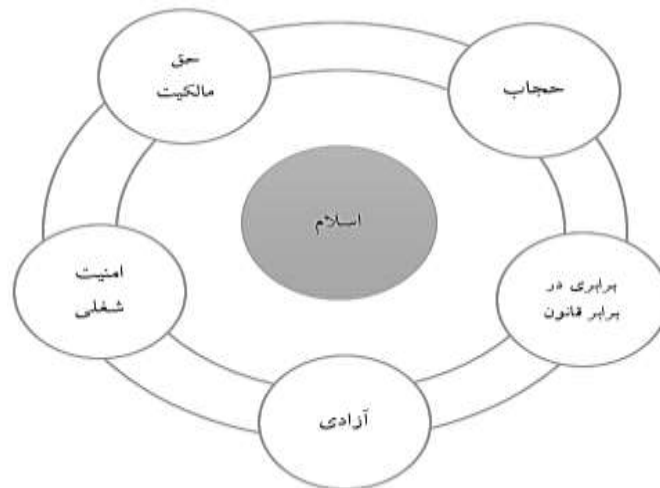 حق
مالکیت
حجاب
اسلام
امنیت
شغلی
برابری در
برابر قانون
آزادی